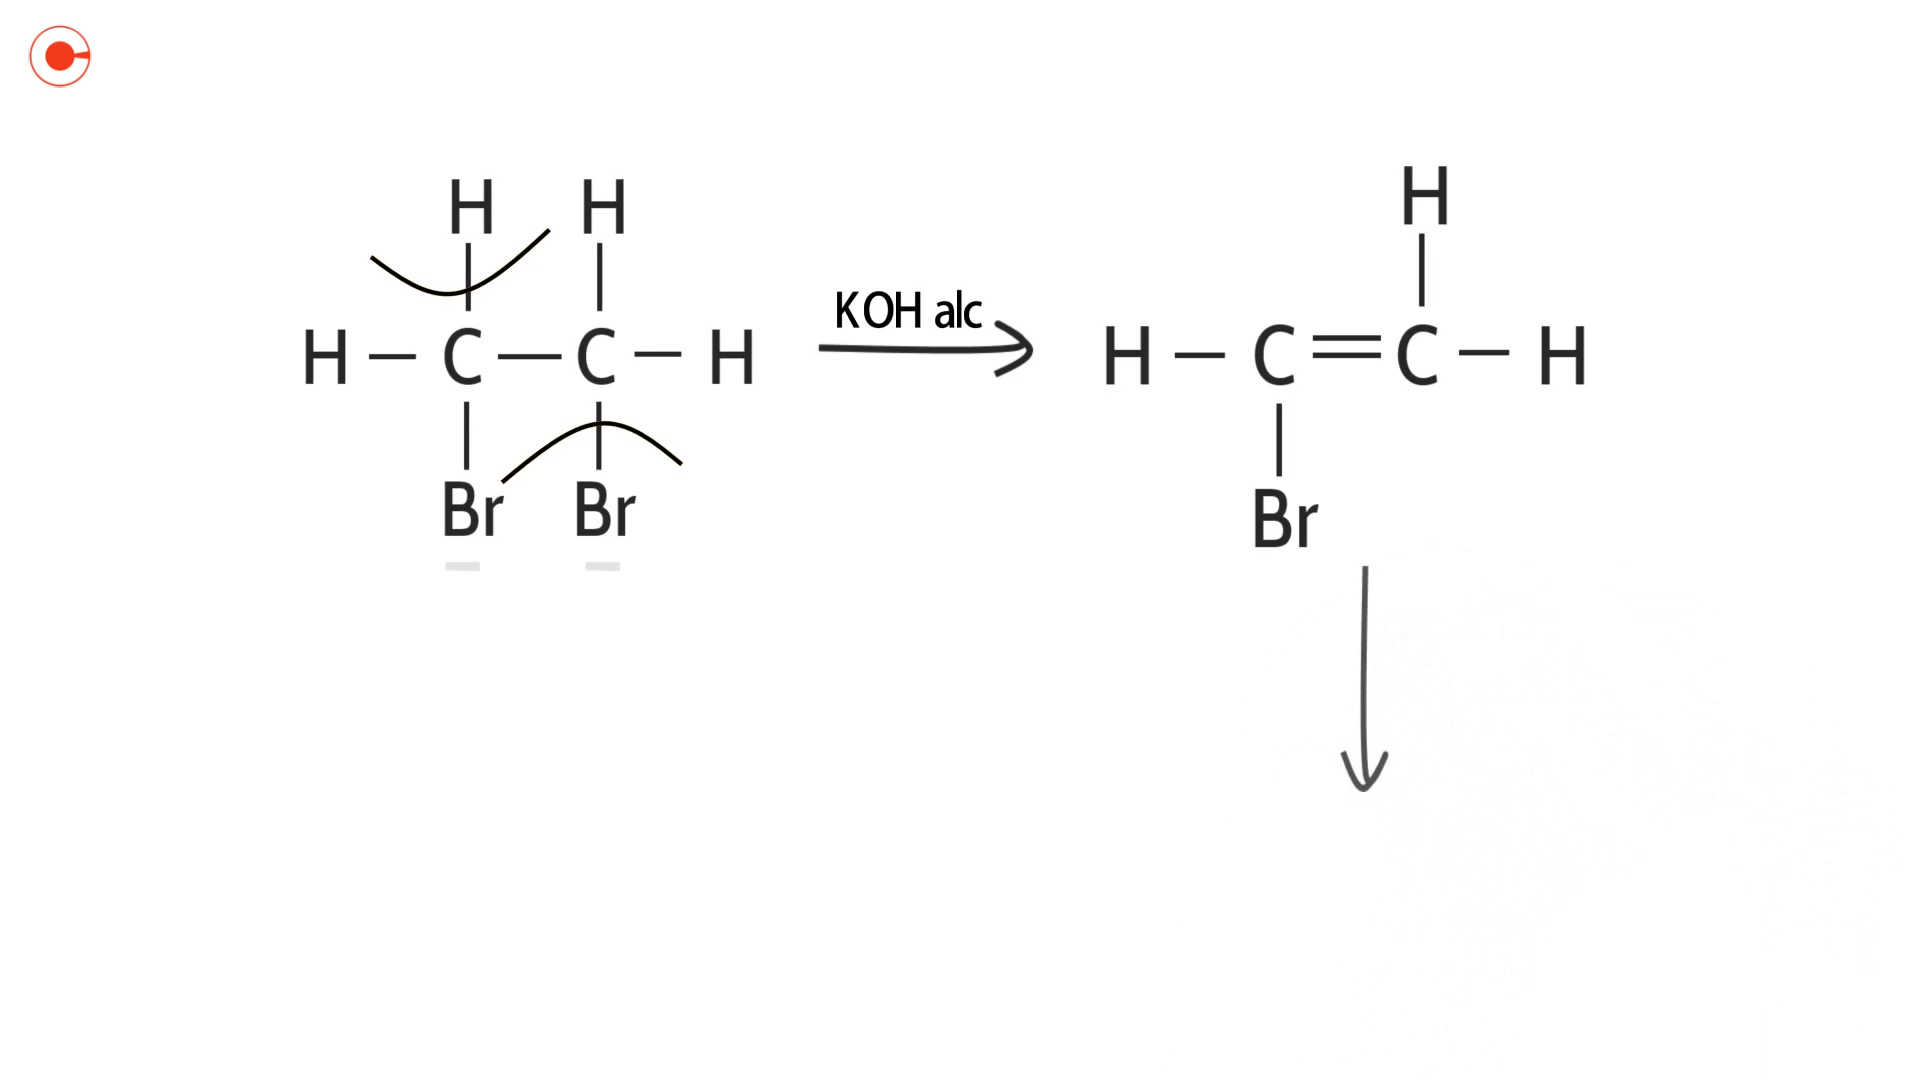 H H H
KOH alc
H — C — C — H H — C = C — H
Br Br Br